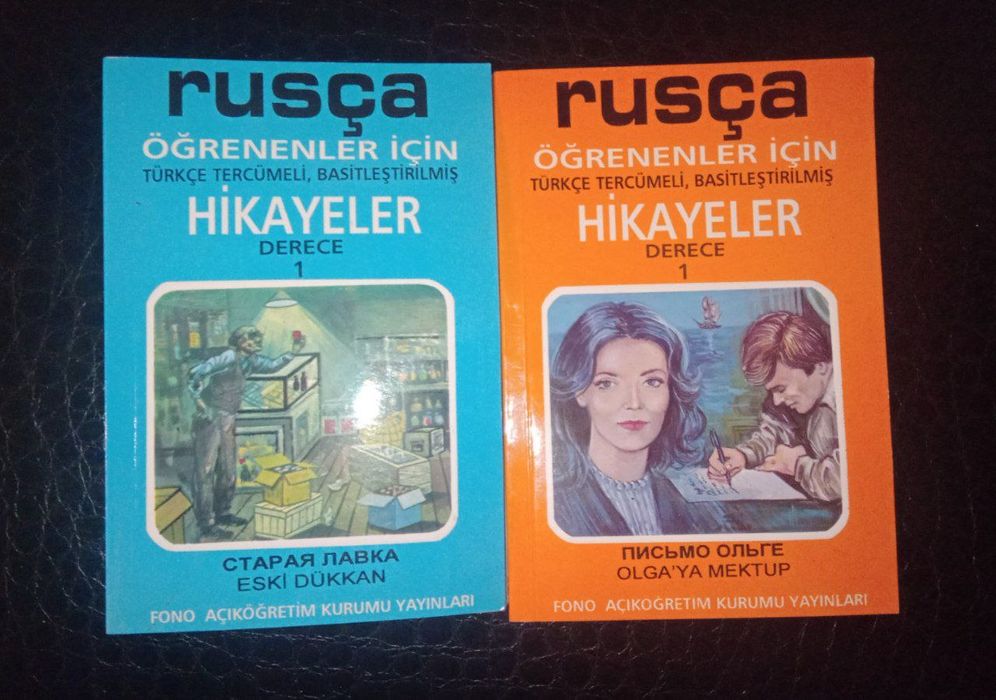 rusça
ÖĞRENENLER İÇİN
TÜRKÇE TERCÜMELİ, BASİTLEŞTİRİLMİŞ
HİKAYELER
DERECE
1
СТАРАЯ ЛАВКА
ESKİ DÜKKAN
FONO AÇIKÖĞRETİM KURUMU YAYINLARI
rusça
ÖĞRENENLER İÇİN
TÜRKÇE TERCÜMELİ, BASİTLEŞTİRİLMİŞ
HİKAYELER
DERECE
1
ПИСЬМО ОЛЬГЕ
OLGA'YA MEKTUP
FONO AÇIKOĞRETİM KURUMU YAYINLARI